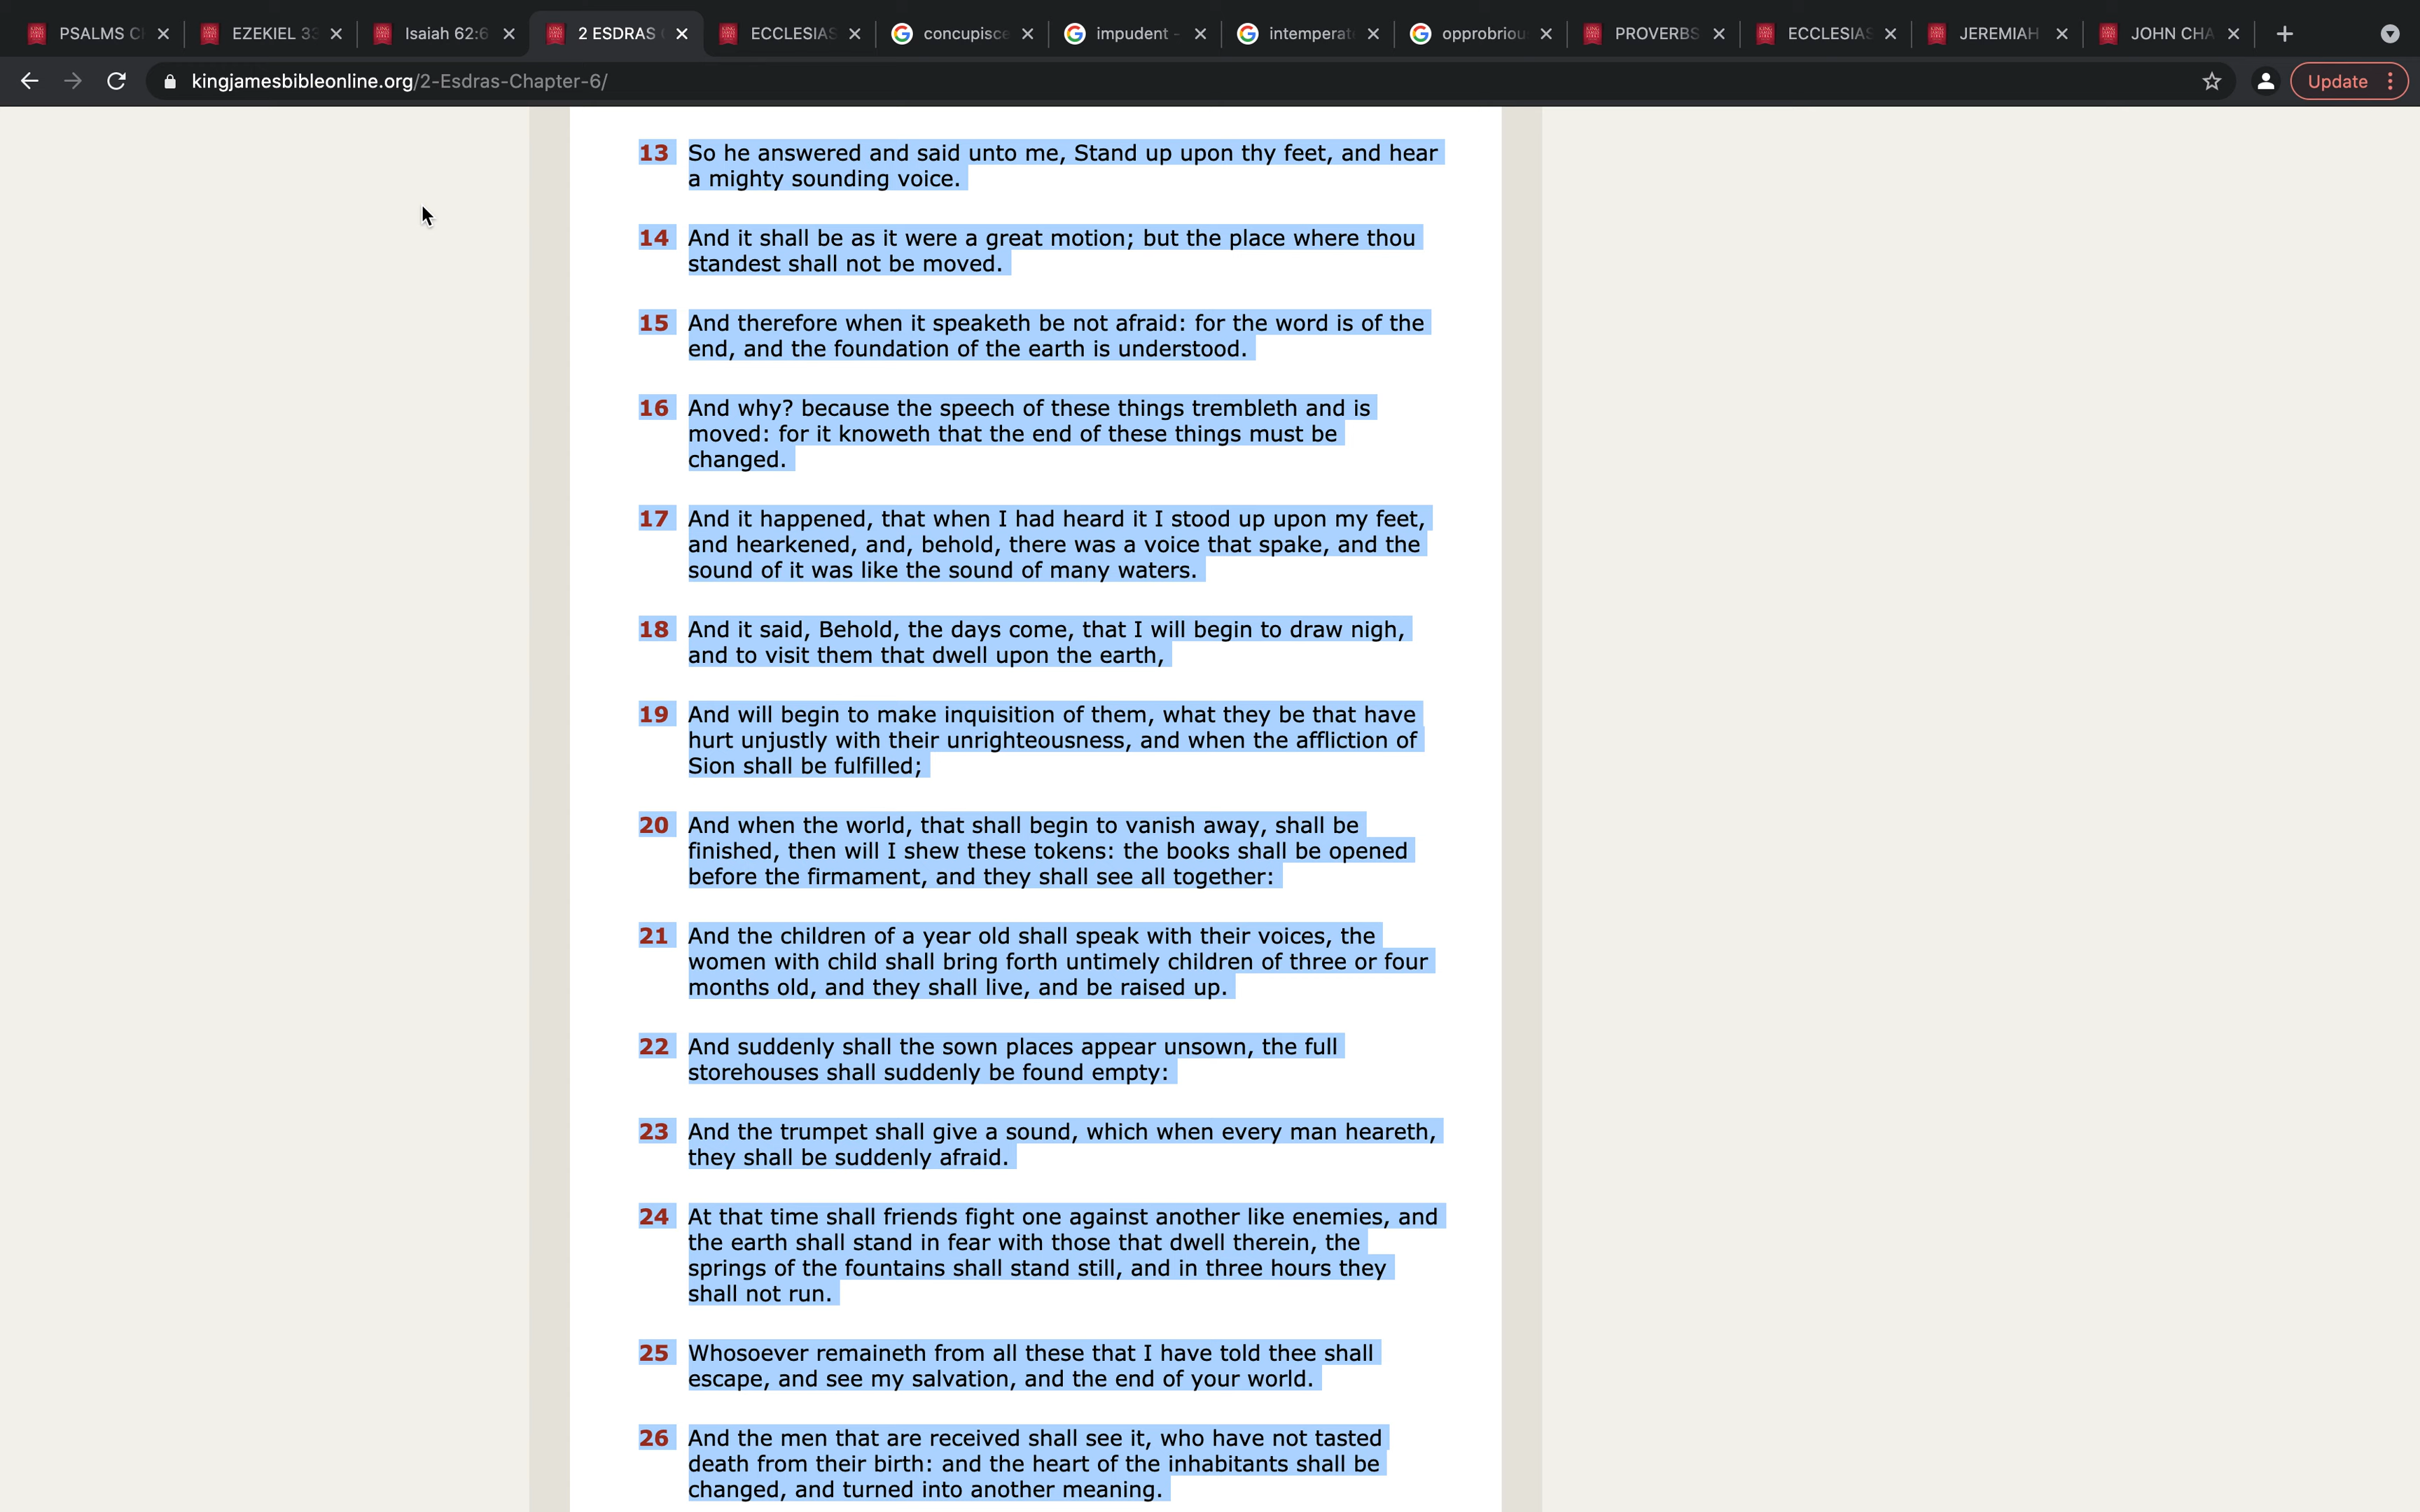 PSALMS C
EZEKIEL 33
Isaiah 62:6
2 ESDRAS
ECCLESIAS
concupisce
impudent -
intemperat
opprobriou
PROVERBS
ECCLESIAS
JEREMIAH
JOHN CHA
kingjamesbibleonline.org/2-Esdras-Chapter-6/
Update
13 So he answered and said unto me, Stand up upon thy feet, and hear
a mighty sounding voice.
14 And it shall be as it were a great motion; but the place where thou
standest shall not be moved.
15 And therefore when it speaketh be not afraid: for the word is of the
end, and the foundation of the earth is understood.
16 And why? because the speech of these things trembleth and is
moved: for it knoweth that the end of these things must be
changed.
17 And it happened, that when I had heard it I stood up upon my feet,
and hearkened, and, behold, there was a voice that spake, and the
sound of it was like the sound of many waters.
18 And it said, Behold, the days come, that I will begin to draw nigh,
and to visit them that dwell upon the earth,
19 And will begin to make inquisition of them, what they be that have
hurt unjustly with their unrighteousness, and when the affliction of
Sion shall be fulfilled;
20 And when the world, that shall begin to vanish away, shall be
finished, then will I shew these tokens: the books shall be opened
before the firmament, and they shall see all together:
21 And the children of a year old shall speak with their voices, the
women with child shall bring forth untimely children of three or four
months old, and they shall live, and be raised up.
22 And suddenly shall the sown places appear unsown, the full
storehouses shall suddenly be found empty:
23 And the trumpet shall give a sound, which when every man heareth,
they shall be suddenly afraid.
24 At that time shall friends fight one against another like enemies, and
the earth shall stand in fear with those that dwell therein, the
springs of the fountains shall stand still, and in three hours they
shall not run.
25 Whosoever remaineth from all these that I have told thee shall
escape, and see my salvation, and the end of your world.
26 And the men that are received shall see it, who have not tasted
death from their birth: and the heart of the inhabitants shall be
changed, and turned into another meaning.